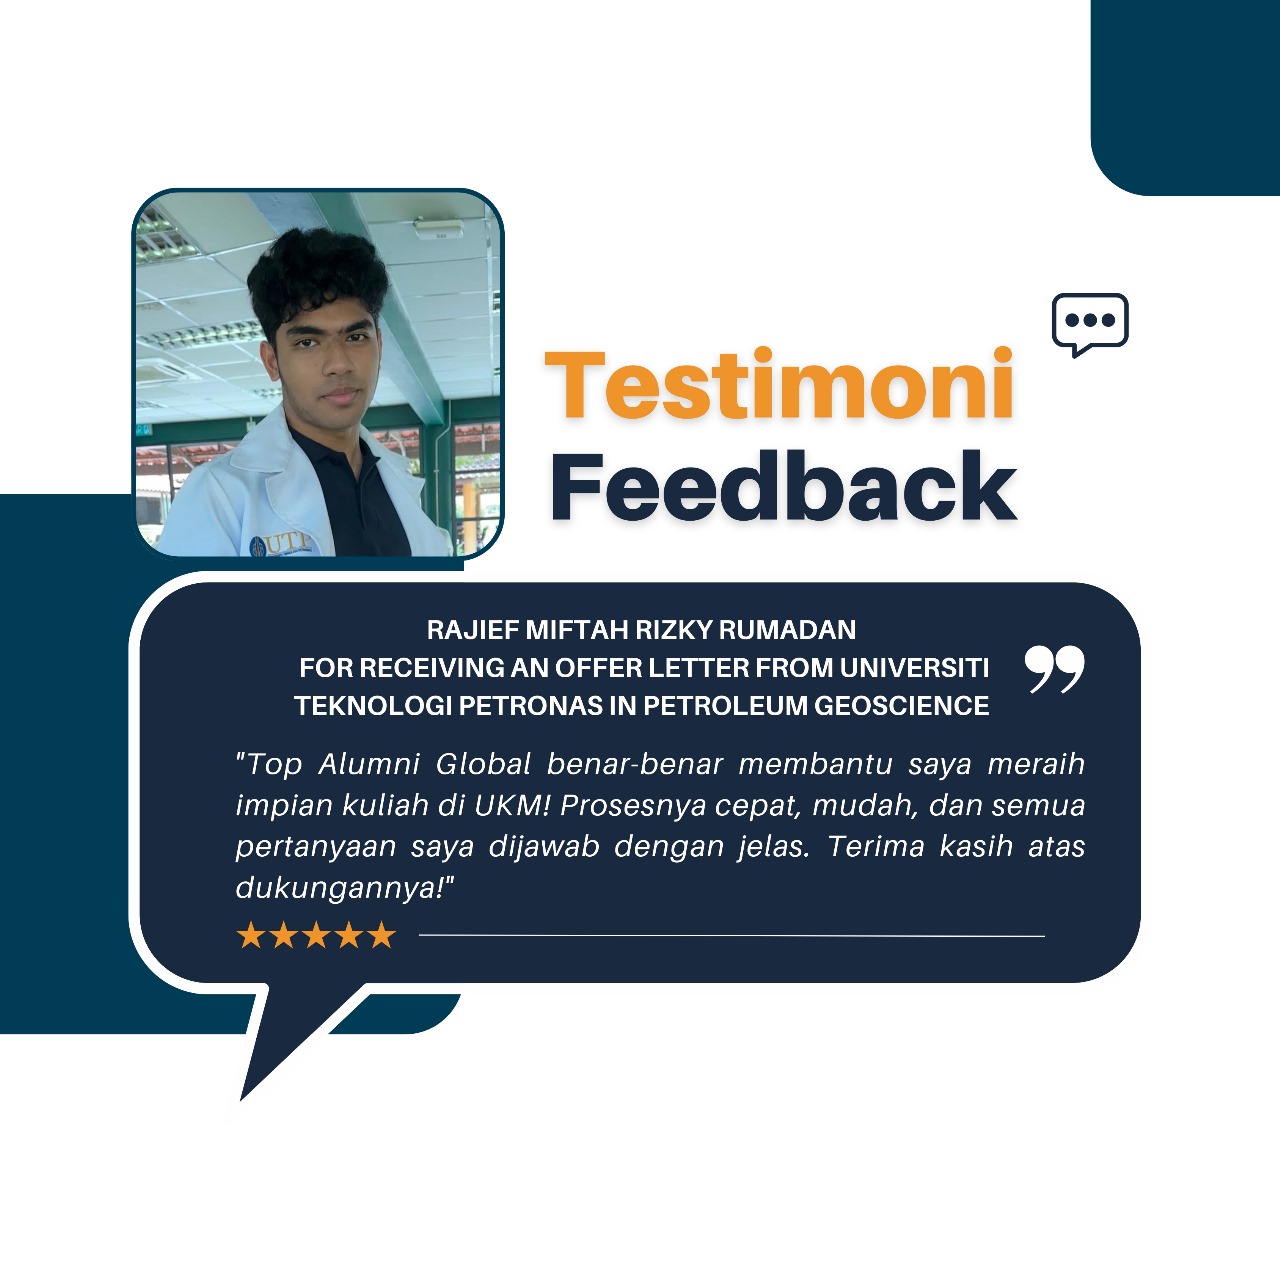 Testimoni
Feedback
UTP
RAJIEF MIFTAH RIZKY RUMADAN
FOR RECEIVING AN OFFER LETTER FROM UNIVERSITI
TEKNOLOGI PETRONAS IN PETROLEUM GEOSCIENCE
"Top Alumni Global benar-benar membantu saya meraih
impian kuliah di UKM! Prosesnya cepat, mudah, dan semua
pertanyaan saya dijawab dengan jelas. Terima kasih atas
dukungannya!"